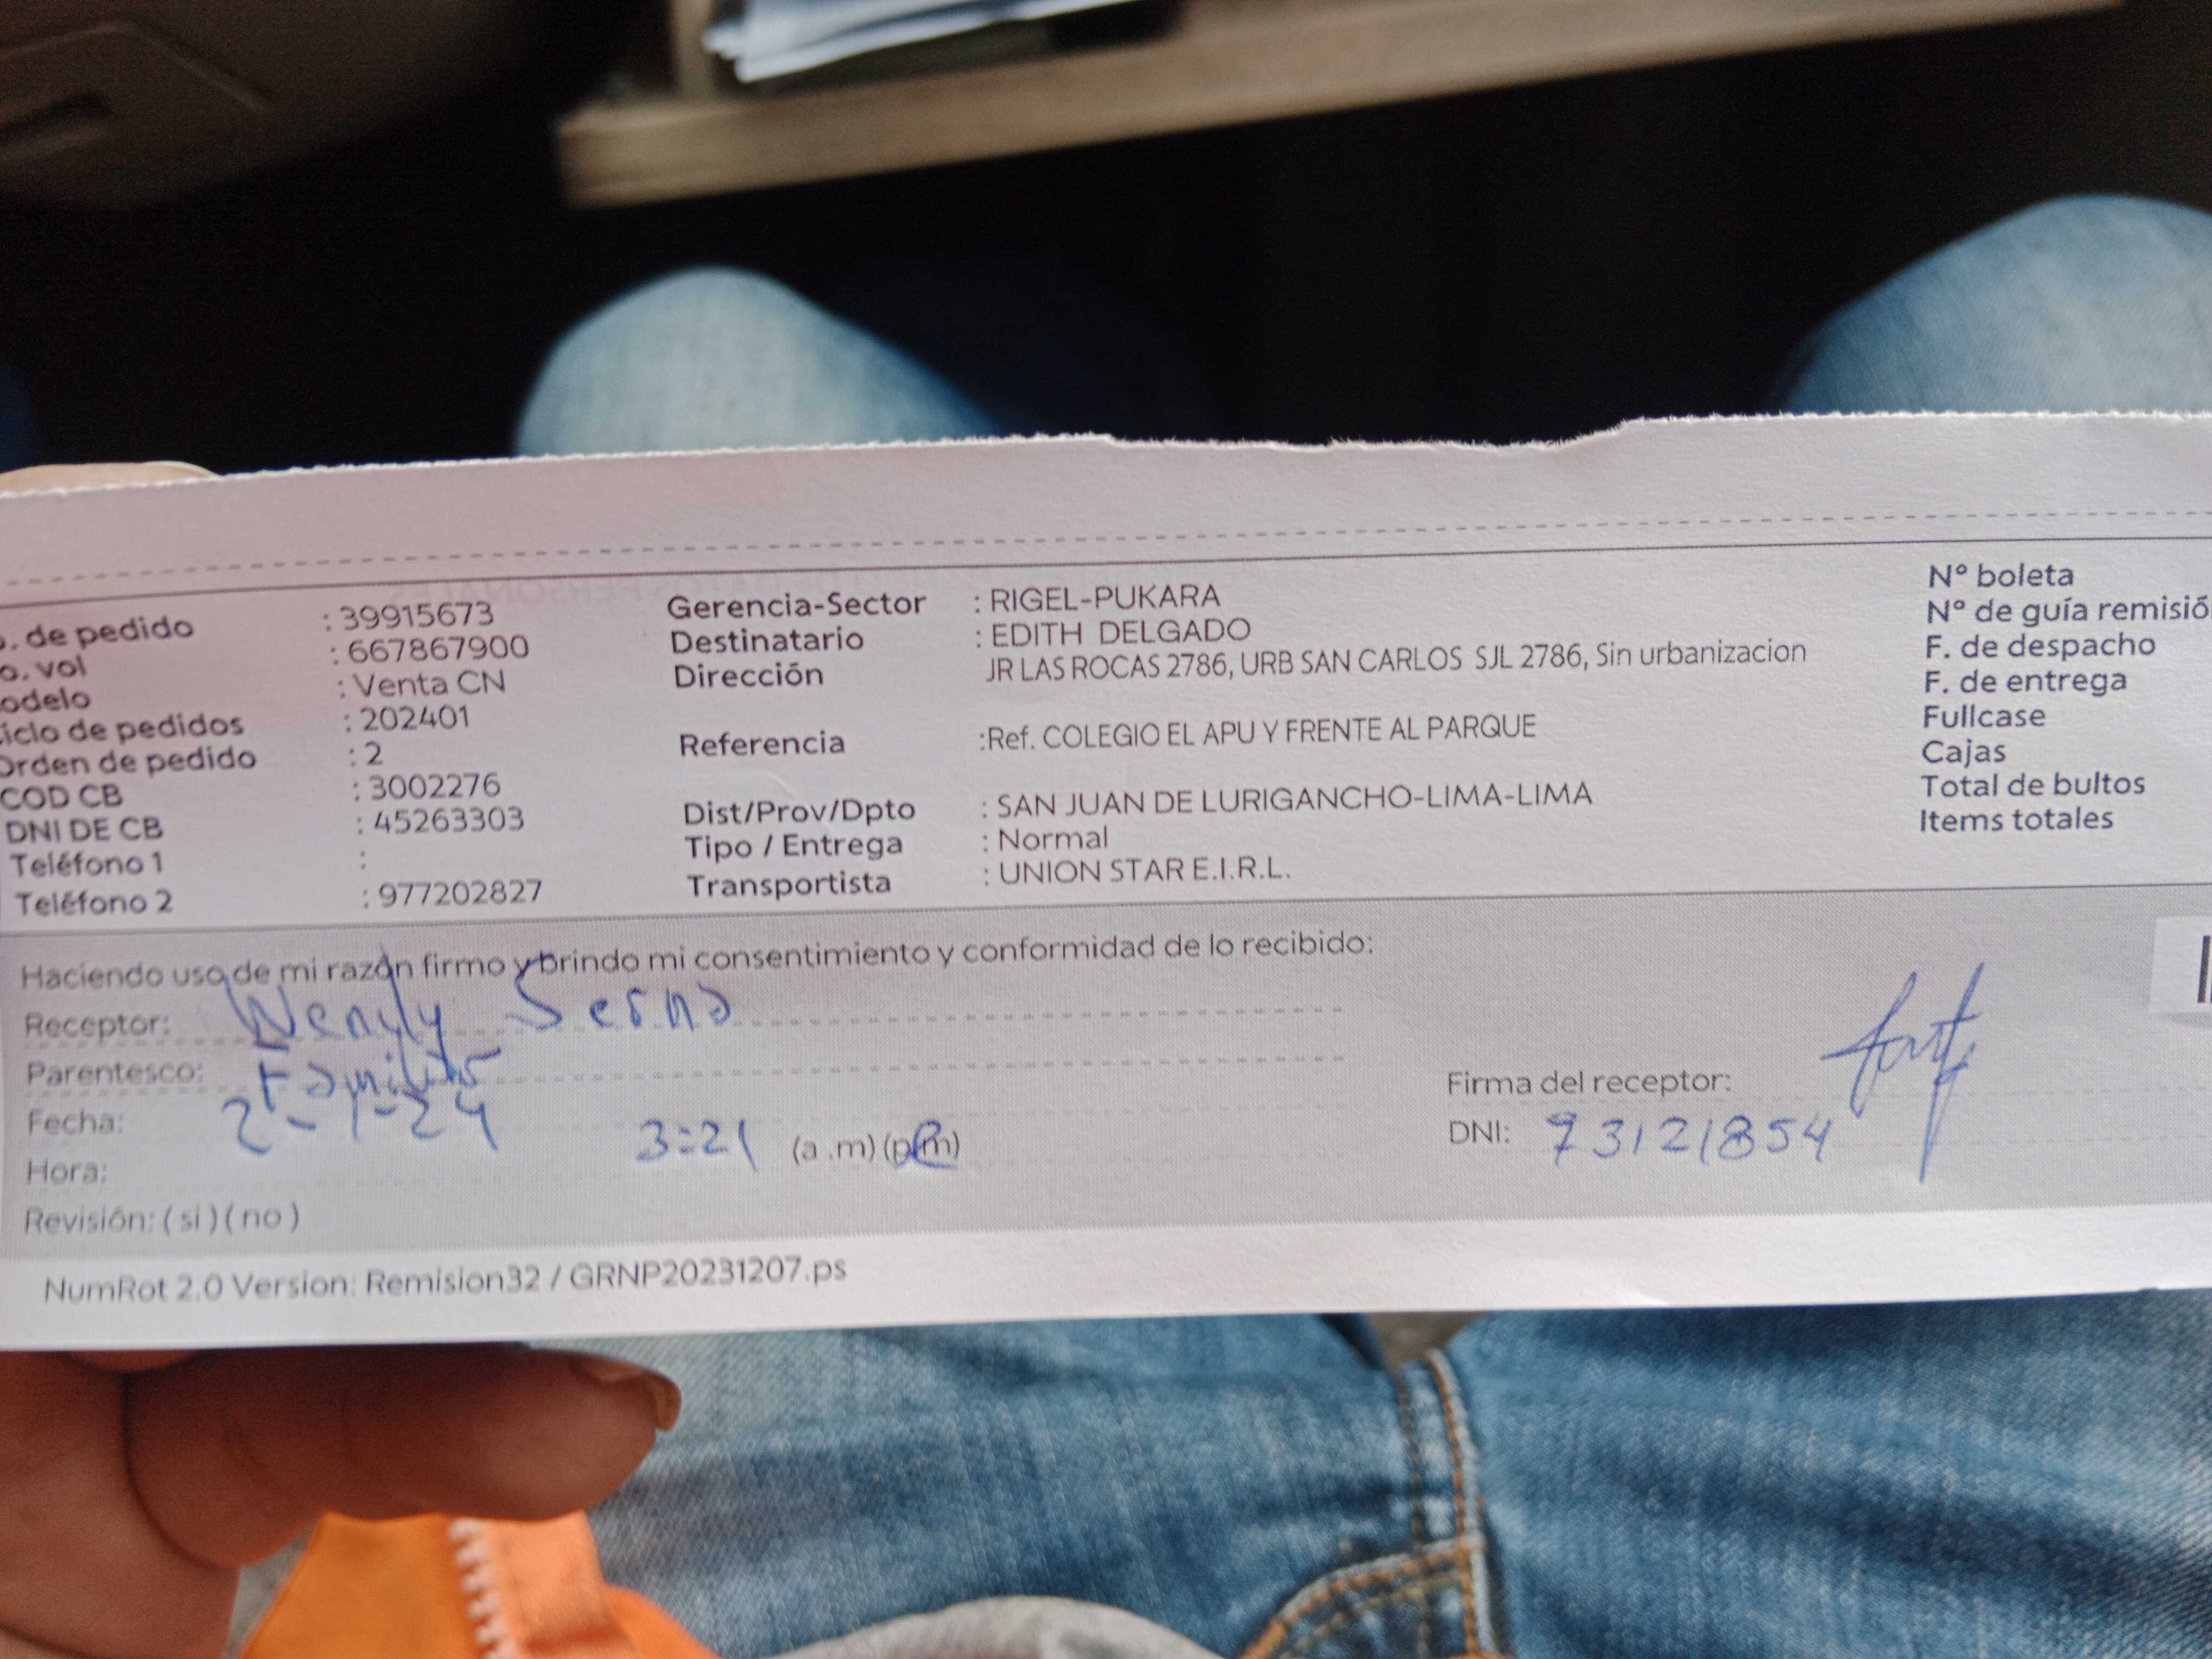 . de pedido : 39915673 Gerencia-Sector : RIGEL-PUKARA Nº boleta
o. vol : 667867900 Destinatario : EDITH DELGADO Nº de guía remisió
odelo : Venta CN Dirección JR LAS ROCAS 2786, URB SAN CARLOS SJL 2786, Sin urbanizacion F. de despacho
iclo de pedidos : 202401 F. de entrega
Orden de pedido : 2 Referencia :Ref. COLEGIO EL APU Y FRENTE AL PARQUE Fullcase
COD CB : 3002276 Cajas
DNI DE CB : 45263303 Dist/Prov/Dpto : SAN JUAN DE LURIGANCHO-LIMA-LIMA Total de bultos
Teléfono 1 : Tipo / Entrega : Normal Items totales
Teléfono 2 : 977202827 Transportista : UNION STAR E.I.R.L.
Haciendo uso de mi razón firmo y brindo mi consentimiento y conformidad de lo recibido:
Receptor: Wendy Serna
Parentesco: Familiar
Firma del receptor:
Fecha: 2-1-24
DNI: 73121854
Hora: 3:21 (a .m) (p.m)
Revisión: ( si ) ( no )
NumRot 2.0 Version: Remision32 / GRNP20231207.ps